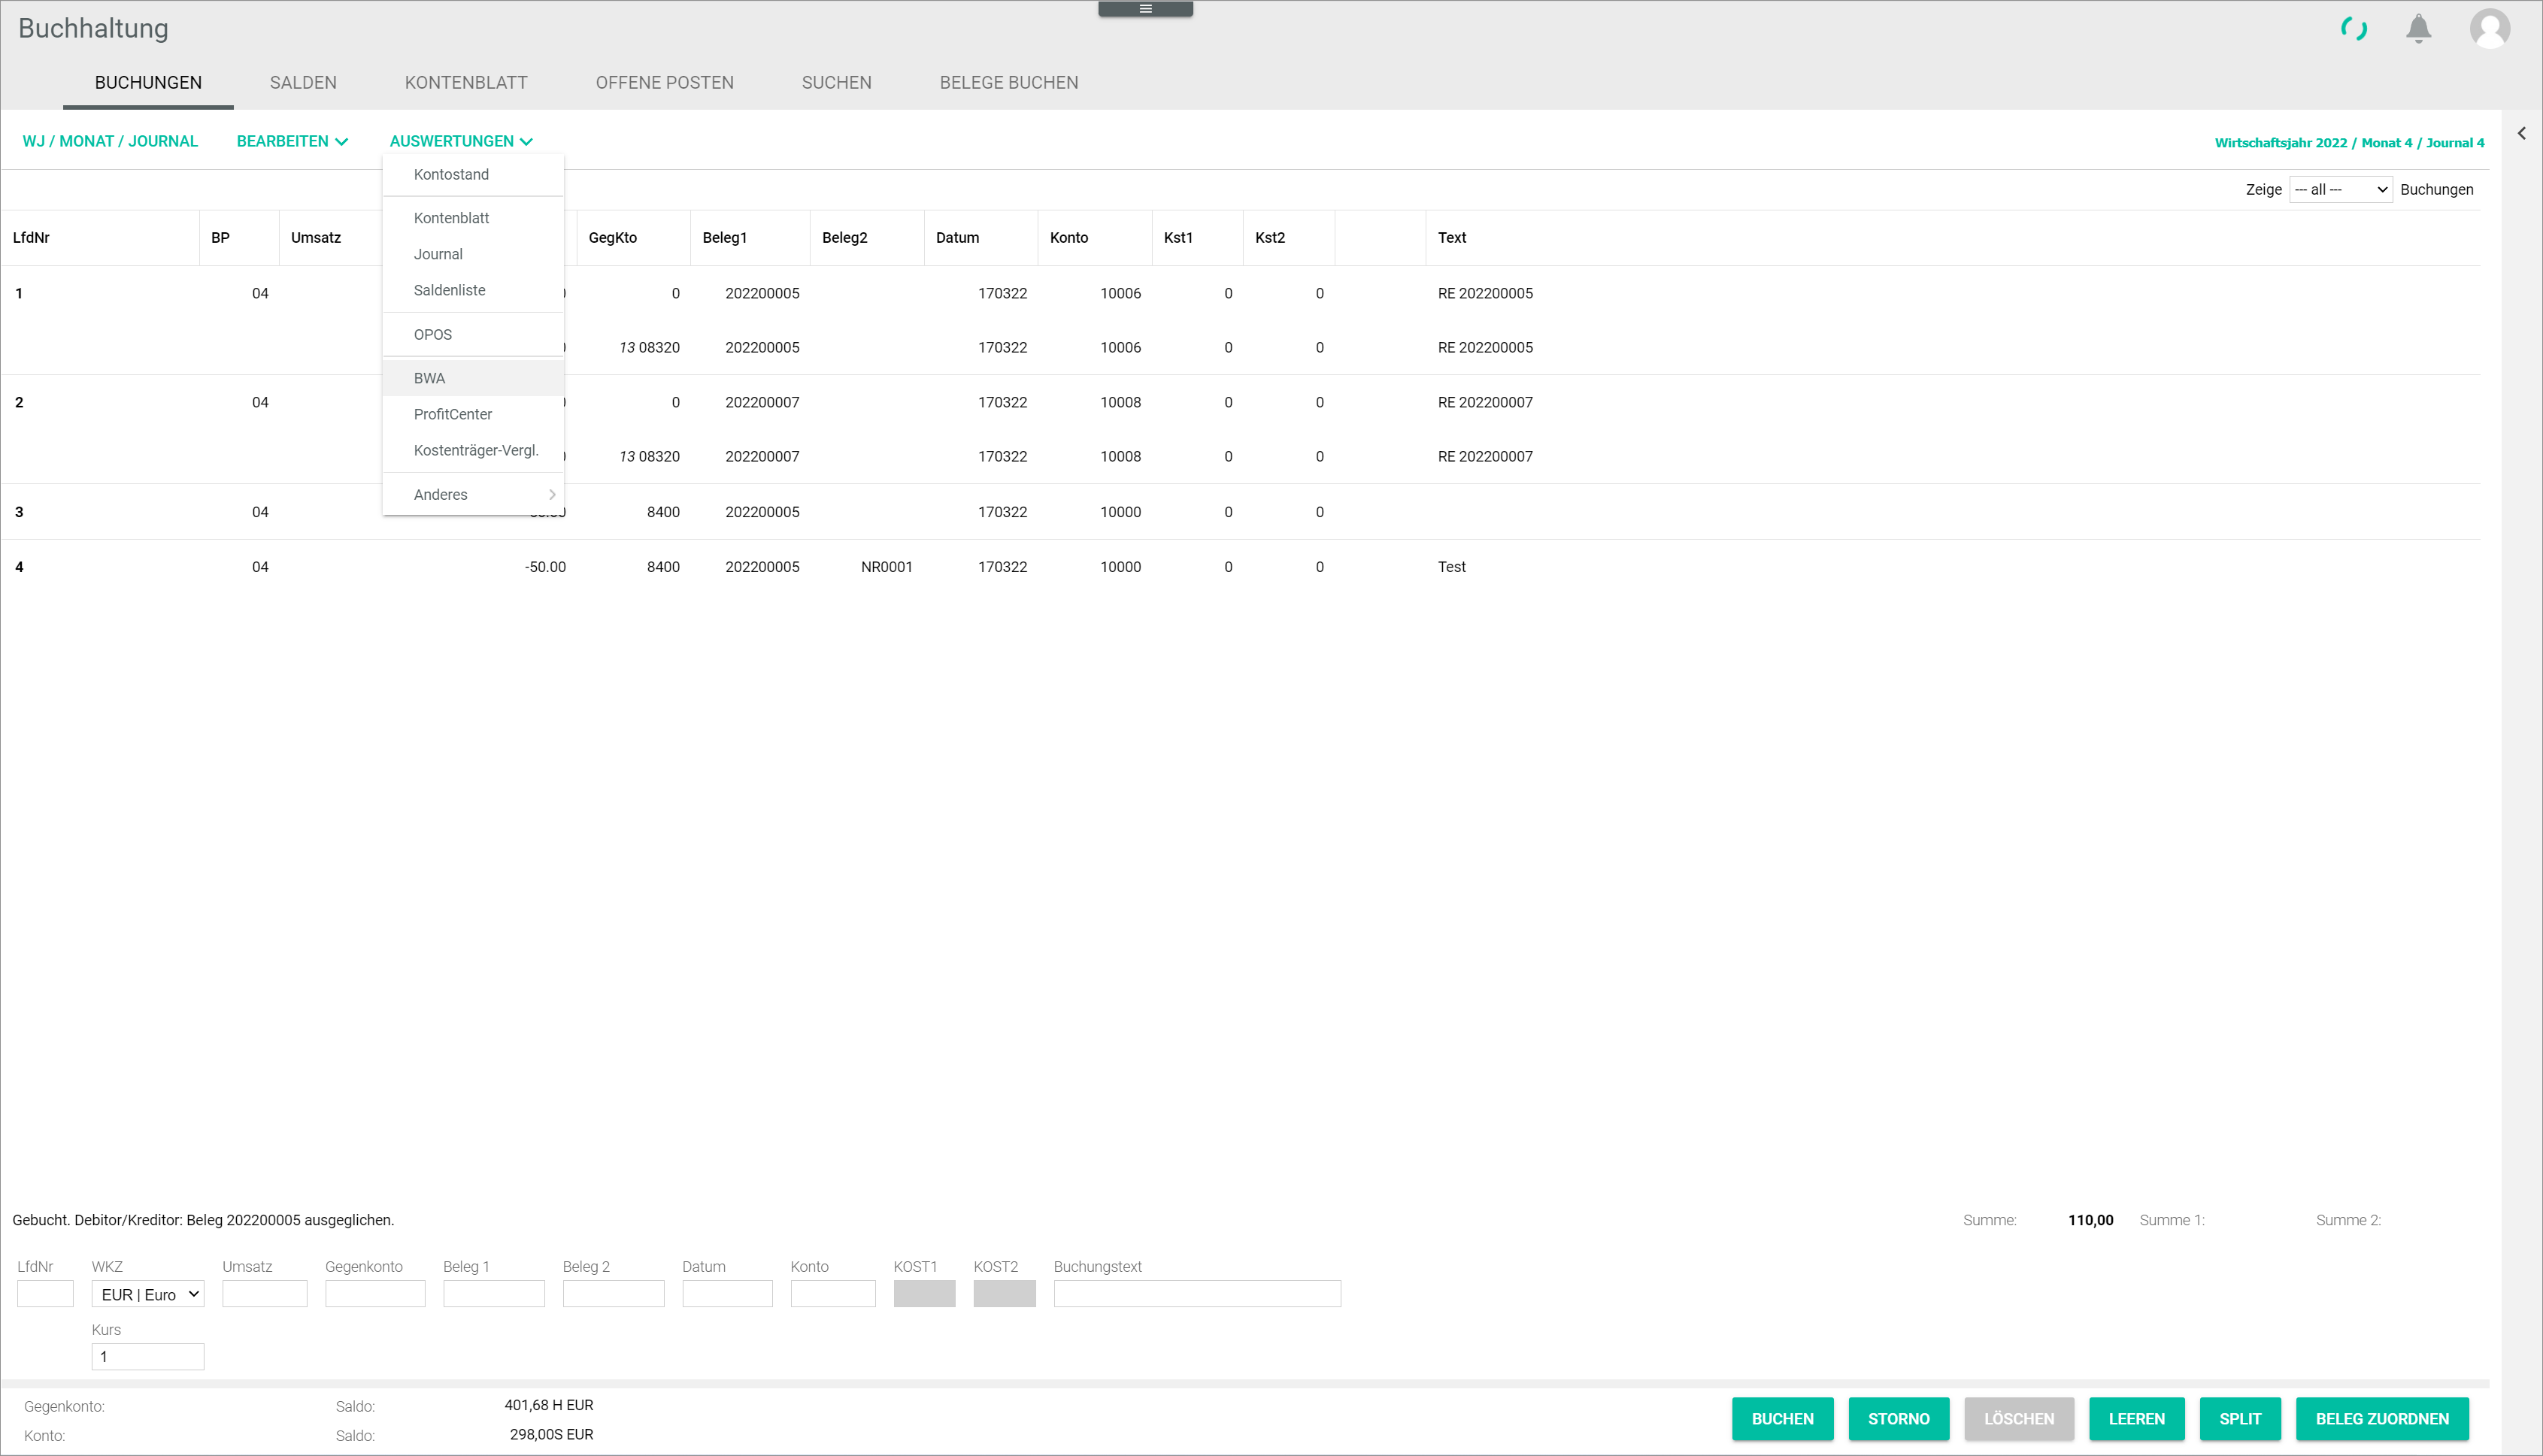 Buchhaltung
BUCHUNGEN SALDEN KONTENBLATT OFFENE POSTEN SUCHEN BELEGE BUCHEN
WJ / MONAT / JOURNAL BEARBEITEN AUSWERTUNGEN Wirtschaftsjahr 2022 / Monat 4 / Journal 4
Kontostand
Zeige --- all --- Buchungen
Kontenblatt
Journal
Saldenliste
OPOS
BWA
ProfitCenter
Kostenträger-Vergl.
Anderes
LfdNr BP Umsatz GegKto Beleg1 Beleg2 Datum Konto Kst1 Kst2 Text
1 04 0 202200005 170322 10006 0 0 RE 202200005
13 08320 202200005 170322 10006 0 0 RE 202200005
2 04 0 202200007 170322 10008 0 0 RE 202200007
13 08320 202200007 170322 10008 0 0 RE 202200007
3 04 8400 202200005 170322 10000 0 0
4 04 -50.00 8400 202200005 NR0001 170322 10000 0 0 Test
Gebucht. Debitor/Kreditor: Beleg 202200005 ausgeglichen. Summe: 110,00 Summe 1: Summe 2:
LfdNr WKZ Umsatz Gegenkonto Beleg 1 Beleg 2 Datum Konto KOST1 KOST2 Buchungstext
EUR | Euro
Kurs
1
Gegenkonto: Saldo: 401,68 H EUR
Konto: Saldo: 298,00S EUR
BUCHEN STORNO LÖSCHEN LEEREN SPLIT BELEG ZUORDNEN